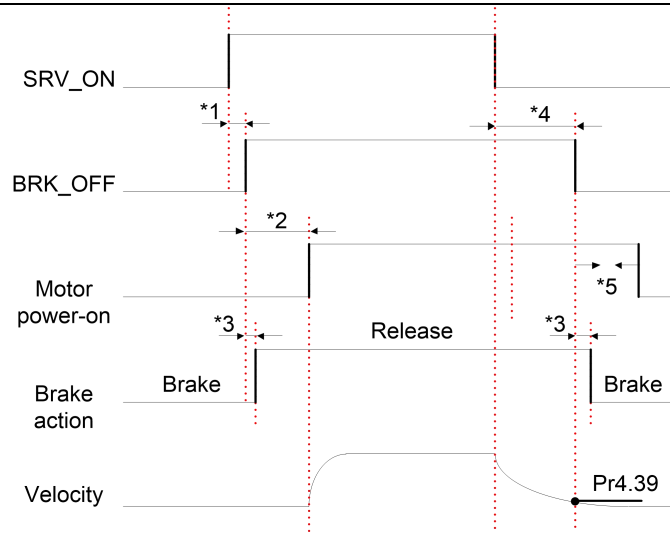 SRV_ON
*1
*4
BRK_OFF
*2
Motor
power-on
*5
*3
Release
*3
Brake
Brake
Brake
action
Pr4.39
Velocity